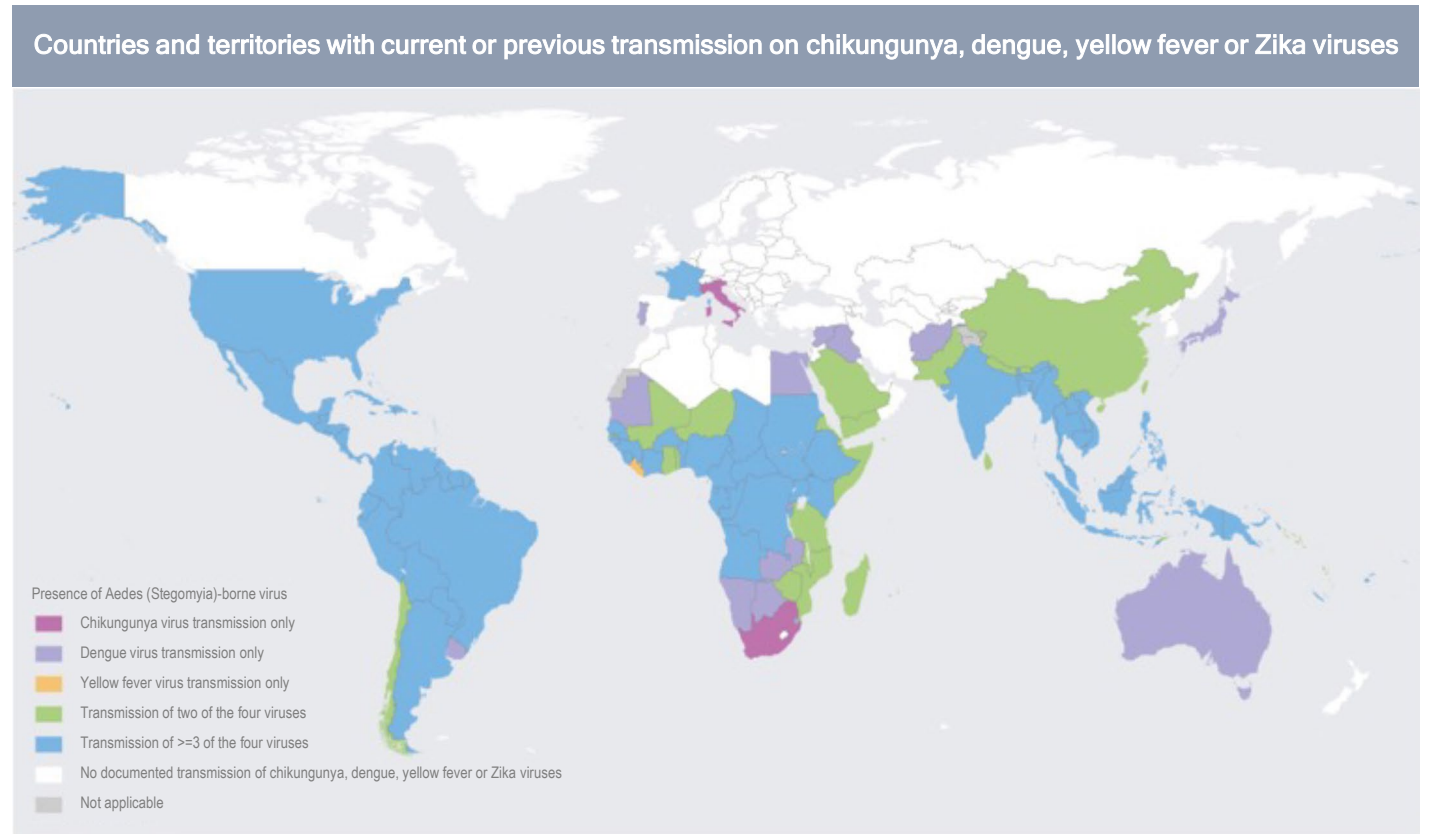 Countries and territories with current or previous transmission on chikungunya, dengue, yellow fever or Zika viruses
Presence of Aedes (Stegomyia)-borne virus
Chikungunya virus transmission only
Dengue virus transmission only
Yellow fever virus transmission only
Transmission of two of the four viruses
Transmission of >=3 of the four viruses
No documented transmission of chikungunya, dengue, yellow fever or Zika viruses
Not applicable